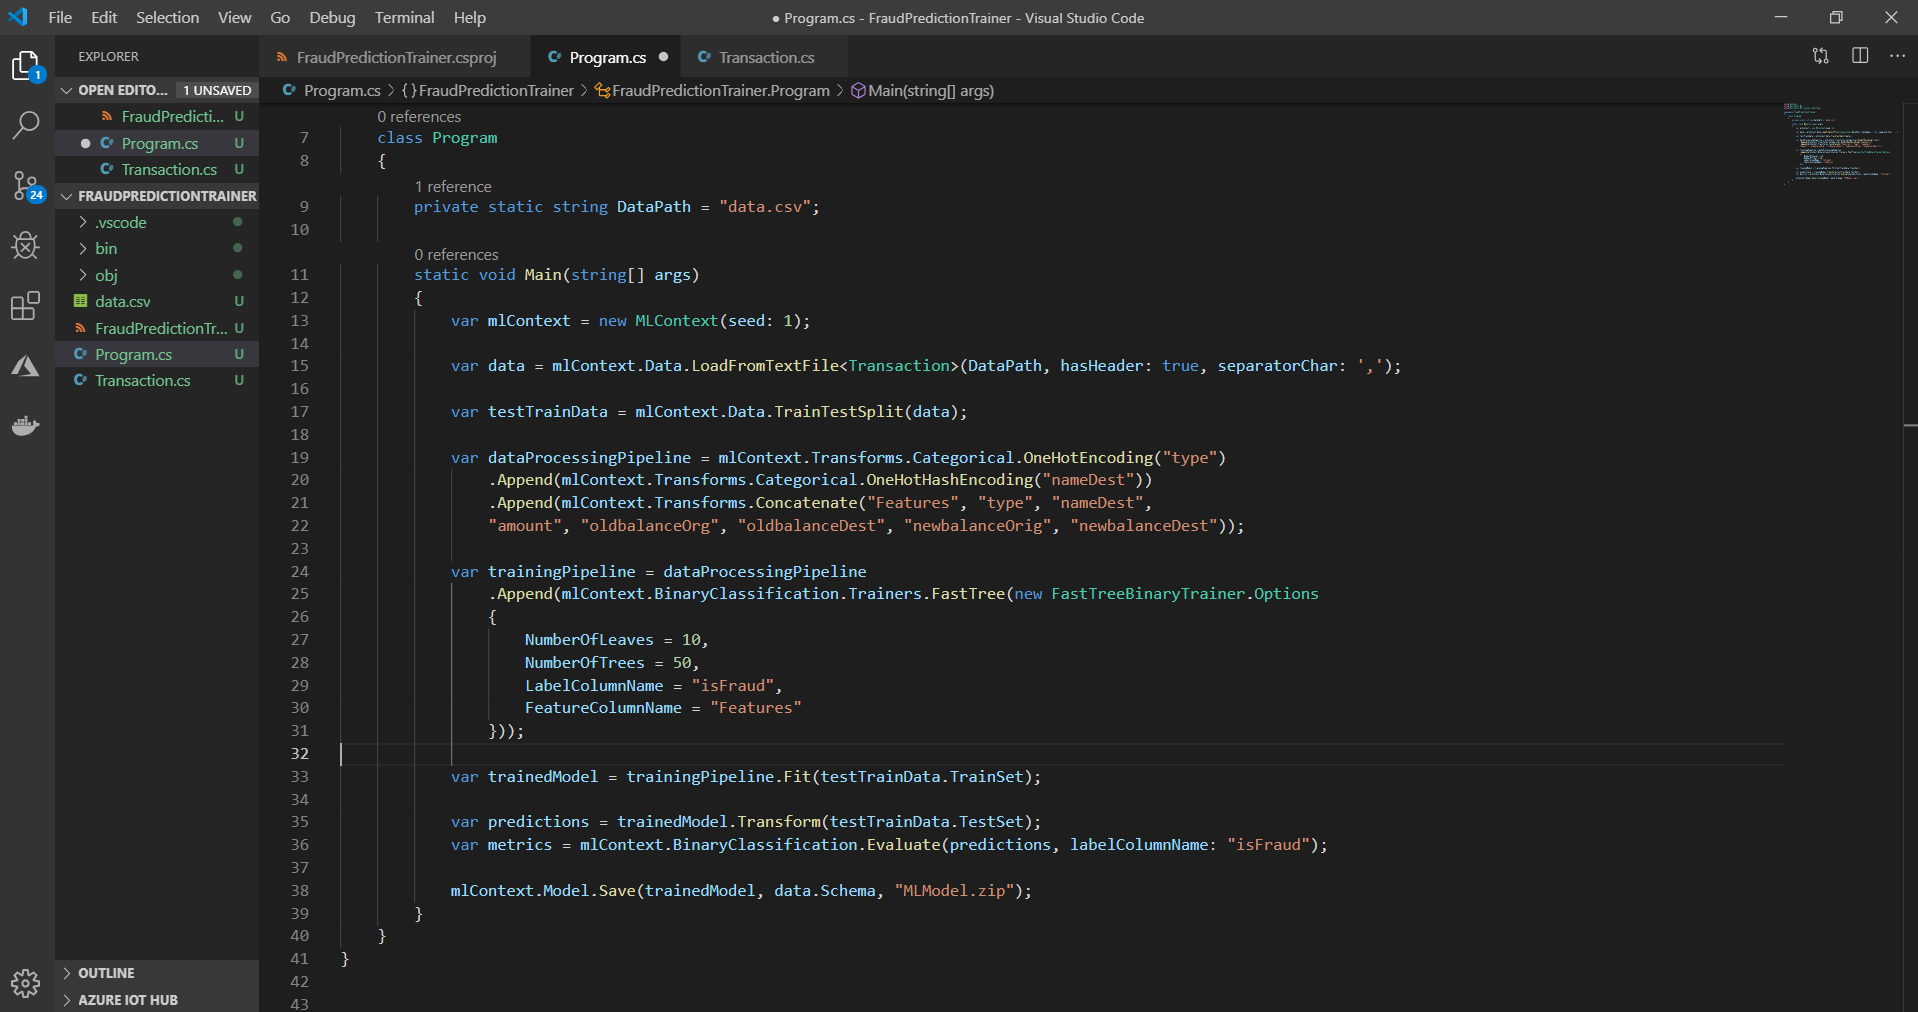 File Edit Selection View Go Debug Terminal Help
● Program.cs - FraudPredictionTrainer - Visual Studio Code
EXPLORER
OPEN EDITO... 1 UNSAVED
FraudPredicti... U
Program.cs U
Transaction.cs U
FRAUDPREDICTIONTRAINER
.vscode
bin
obj
data.csv U
FraudPredictionTr... U
Program.cs U
Transaction.cs U
OUTLINE
AZURE IOT HUB
1
24
FraudPredictionTrainer.csproj
Program.cs
Transaction.cs
Program.cs > {} FraudPredictionTrainer > FraudPredictionTrainer.Program > Main(string[] args)
0 references
7 class Program
8 {
1 reference
9 private static string DataPath = "data.csv";
10
0 references
11 static void Main(string[] args)
12 {
13 var mlContext = new MLContext(seed: 1);
14
15 var data = mlContext.Data.LoadFromTextFile<Transaction>(DataPath, hasHeader: true, separatorChar: ',');
16
17 var testTrainData = mlContext.Data.TrainTestSplit(data);
18
19 var dataProcessingPipeline = mlContext.Transforms.Categorical.OneHotEncoding("type")
20 .Append(mlContext.Transforms.Categorical.OneHotHashEncoding("nameDest"))
21 .Append(mlContext.Transforms.Concatenate("Features", "type", "nameDest",
22 "amount", "oldbalanceOrg", "oldbalanceDest", "newbalanceOrig", "newbalanceDest"));
23
24 var trainingPipeline = dataProcessingPipeline
25 .Append(mlContext.BinaryClassification.Trainers.FastTree(new FastTreeBinaryTrainer.Options
26 {
27 NumberOfLeaves = 10,
28 NumberOfTrees = 50,
29 LabelColumnName = "isFraud",
30 FeatureColumnName = "Features"
31 }));
32
33 var trainedModel = trainingPipeline.Fit(testTrainData.TrainSet);
34
35 var predictions = trainedModel.Transform(testTrainData.TestSet);
36 var metrics = mlContext.BinaryClassification.Evaluate(predictions, labelColumnName: "isFraud");
37
38 mlContext.Model.Save(trainedModel, data.Schema, "MLModel.zip");
39 }
40 }
41 }
42
43